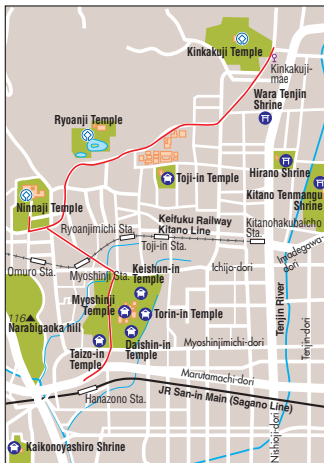 Kinkakuji Temple
Kinkakuji-
mae
Wara Tenjin
Shrine
Ryoanji Temple
Toji-in Temple
Hirano Shrine
Kitano Tenmangu
Shrine
Ninnaji Temple
Ryoanjimichi Sta.
Keifuku Railway
Kitano Line
Kitanohakubaicho
Sta.
Toji-in Sta.
Imadegawa-
dori
Omuro Sta.
Myoshinji Sta.
Keishun-in
Temple
Ichijo-dori
Myoshinji
Temple
Torin-in Temple
Tenjin River
Tenjin-dori
116
Narabigaoka hill
Taizo-in
Temple
Daishin-in
Temple
Myoshinjimichi-dori
Marutamachi-dori
Hanazono Sta.
JR San-in Main (Sagano Line)
Nishioji-dori
Kaikonoyashiro Shrine